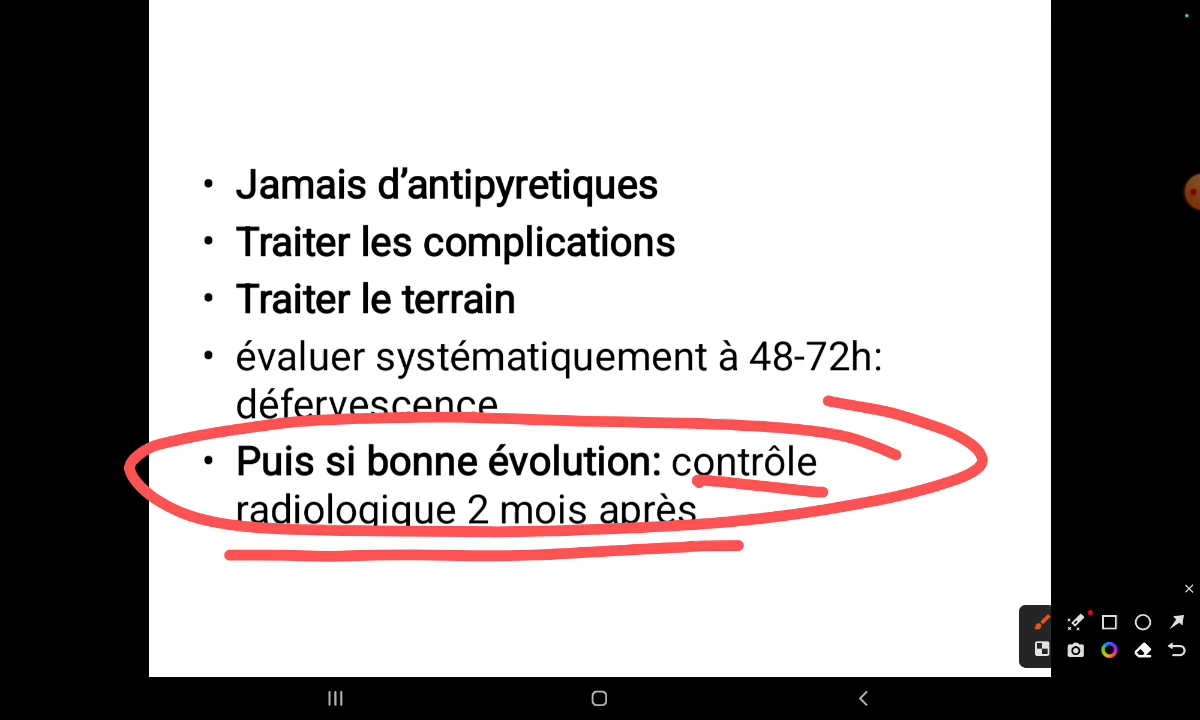 • Jamais d’antipyretiques
• Traiter les complications
• Traiter le terrain
• évaluer systématiquement à 48-72h:
défervescence
• Puis si bonne évolution: contrôle
radiologique 2 mois après